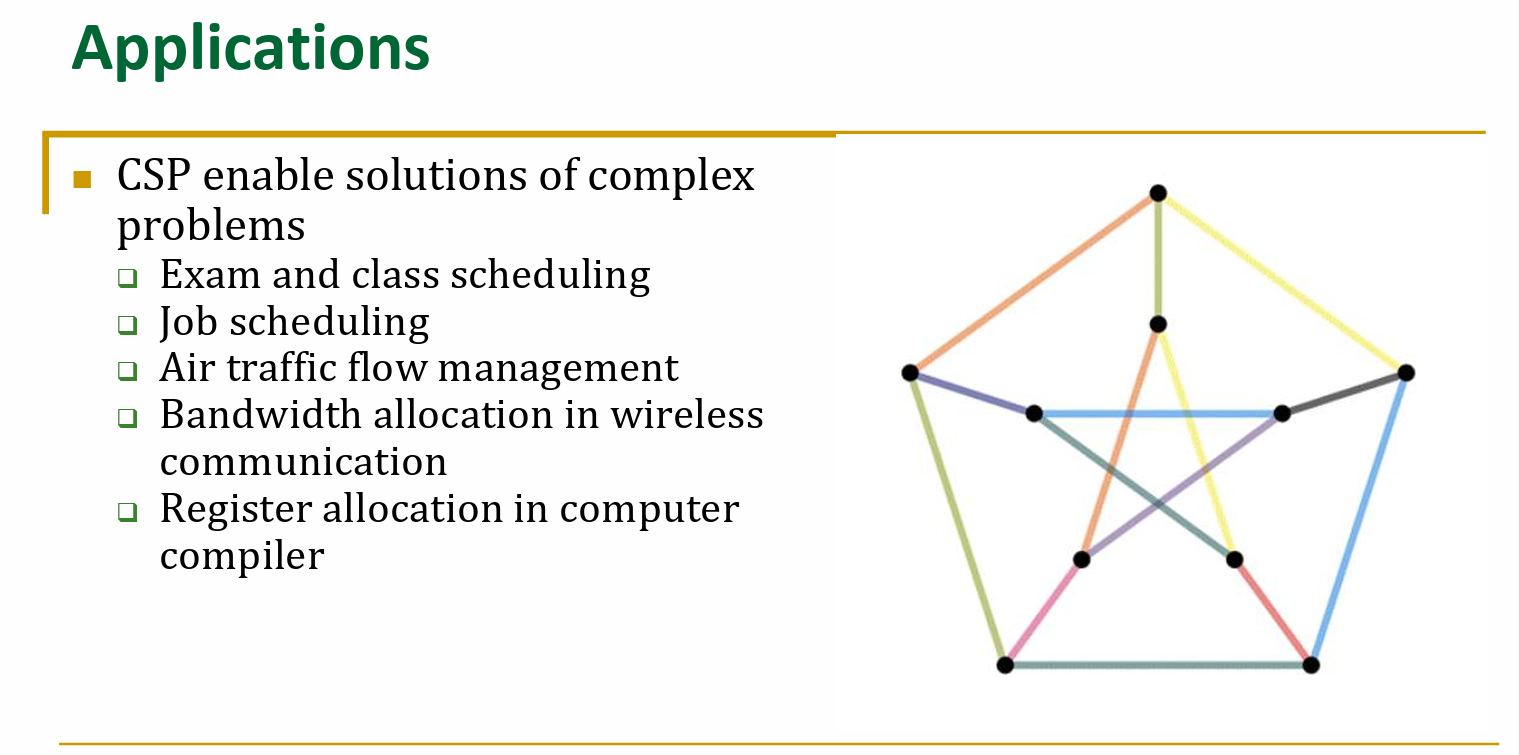 Applications
CSP enable solutions of complex
problems
Exam and class scheduling
Job scheduling
Air traffic flow management
Bandwidth allocation in wireless
communication
Register allocation in computer
compiler